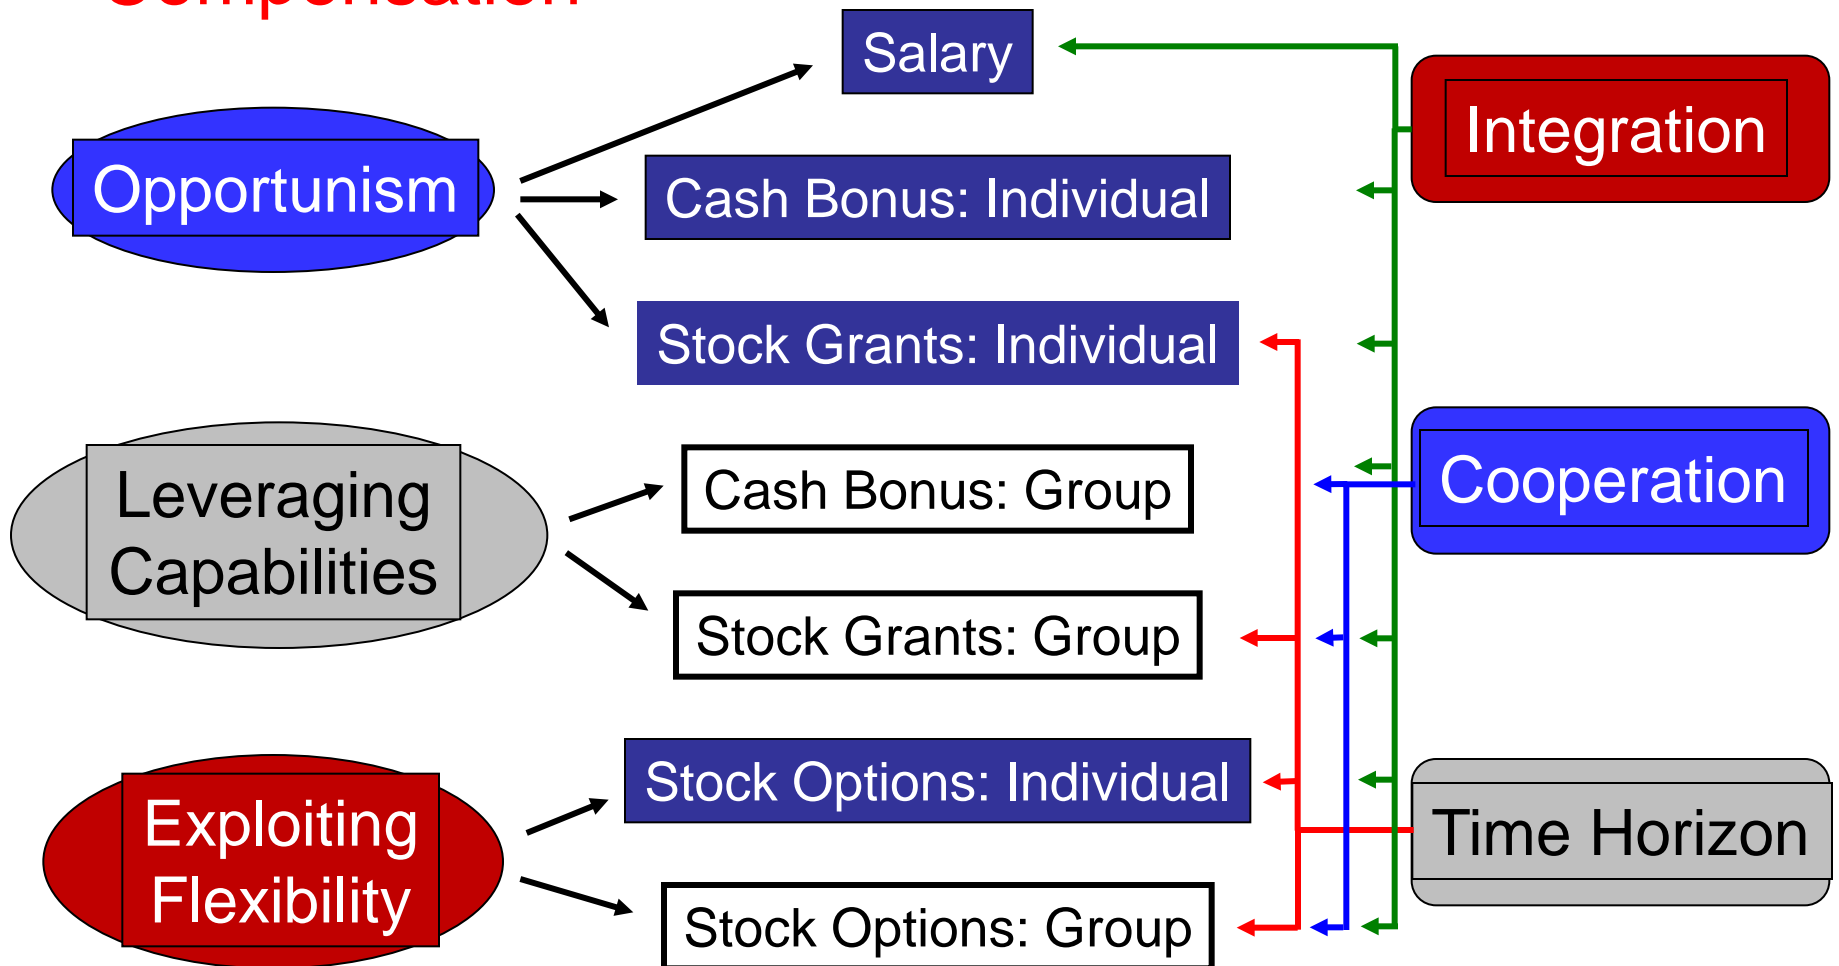 Compensation
Salary
Integration
Opportunism
Cash Bonus: Individual
Stock Grants: Individual
Leveraging
Capabilities
Cash Bonus: Group
Cooperation
Stock Grants: Group
Stock Options: Individual
Exploiting
Flexibility
Time Horizon
Stock Options: Group